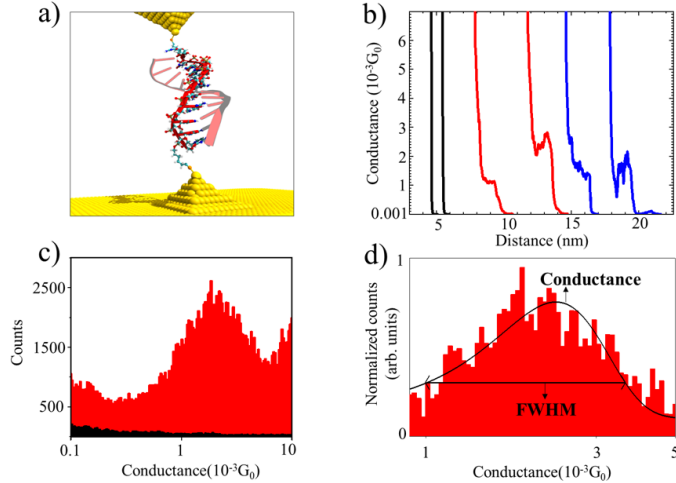 a)
b)
Conductance (10⁻³G₀)
7
6
5
4
3
2
1
0.001
5
10
15
20
Distance (nm)
c)
Counts
2500
1500
500
0.1
1
10
Conductance(10⁻³G₀)
d)
Normalized counts
(arb. units)
1
0
Conductance
FWHM
1
3
5
Conductance(10⁻³G₀)